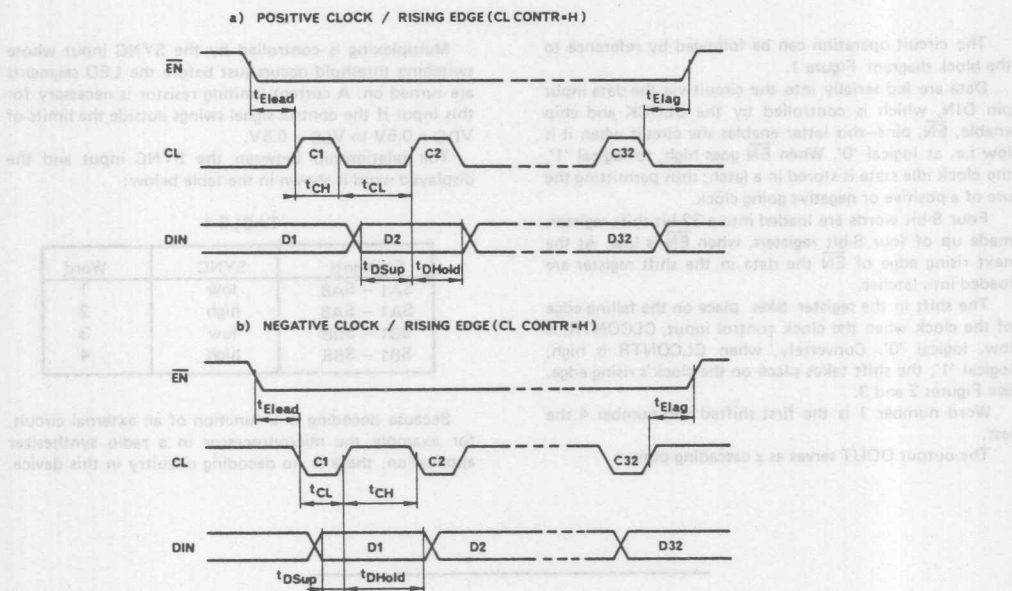 a) POSITIVE CLOCK / RISING EDGE (CL CONTR=H)
EN
tElead
tElag
CL
C1
C2
C32
tCH
tCL
DIN
D1
D2
D32
tDSup
tDHold
b) NEGATIVE CLOCK / RISING EDGE (CL CONTR=H)
EN
tElead
tElag
CL
C1
C2
C32
tCL
tCH
DIN
D1
D2
D32
tDSup
tDHold
The circuit operation can be followed by reference to
the block diagram Figure 1.
Data are fed serially into the circuit via the data input
pin DIN, which is controlled by the CLOCK and chip
enable, EN, pins—this latter enables the circuit when it is
low i.e. at logical '0'. When EN goes high, to logical '1',
the clock idle state is stored in a latch; thus permitting the
use of a positive or negative going clock.
Four 8-bit words are loaded into a 32-bit shift register,
made up of four 8-bit registers, when EN is low. At the
next rising edge of EN the data in the shift register are
loaded into latches.
The shift in the register takes place on the falling edge
of the clock when the clock control input, CLCONTR is
low, logical '0'. Conversely, when CLCONTR is high,
logical '1', the shift takes place on the clock's rising edge.
See Figures 2 and 3.
Word number 1 is the first shifted in number 4 the
last.
The output DOUT serves as a cascading output.
Multiplexing is controlled by the SYNC input whose
switching threshold occurs just before the LED segments
are turned on. A current limiting resistor is necessary for
this input if the control signal swings outside the limits of
The relationship between the SYNC input and the
displayed word is shown in the table below:
SYNC Word
SA1 – SA8 low 1
SA1 – SA8 high 2
low 3
SB1 – SB8 high 4
Because decoding is a function of an external circuit,
for example the microprocessor in a radio synthesizer
application, there is no decoding circuitry in this device.